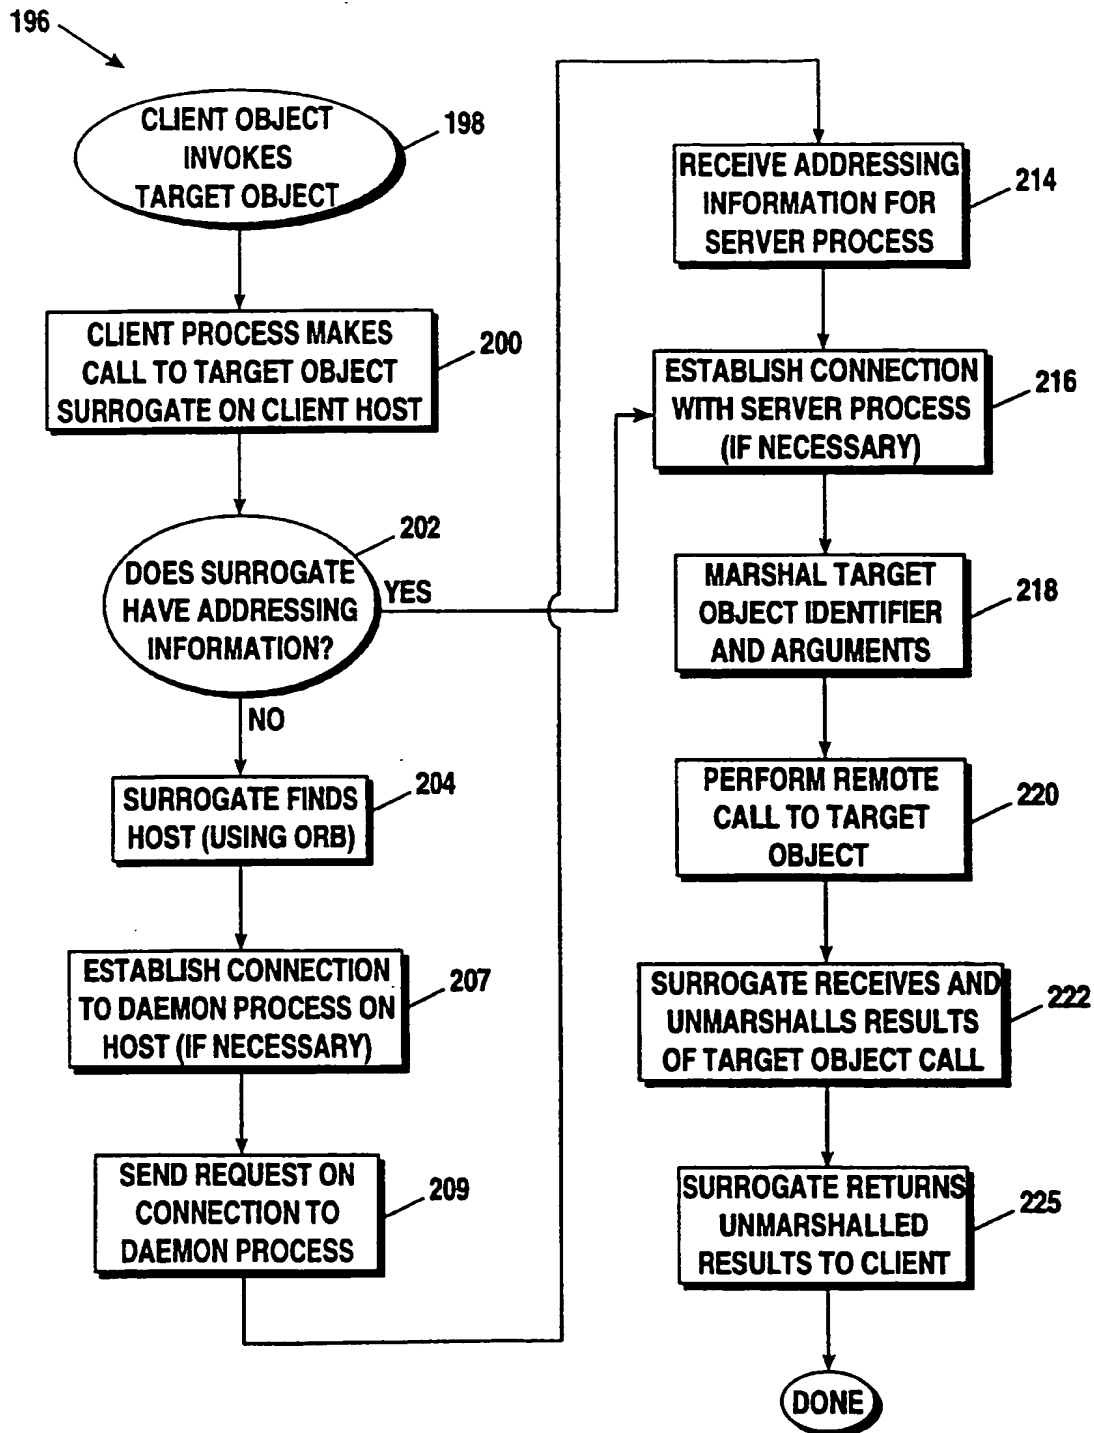 196
CLIENT OBJECT
INVOKES
TARGET OBJECT
198
CLIENT PROCESS MAKES
CALL TO TARGET OBJECT
SURROGATE ON CLIENT HOST
200
DOES SURROGATE
HAVE ADDRESSING
INFORMATION?
202
YES
NO
SURROGATE FINDS
HOST (USING ORB)
204
ESTABLISH CONNECTION
TO DAEMON PROCESS ON
HOST (IF NECESSARY)
207
SEND REQUEST ON
CONNECTION TO
DAEMON PROCESS
209
RECEIVE ADDRESSING
INFORMATION FOR
SERVER PROCESS
214
ESTABLISH CONNECTION
WITH SERVER PROCESS
(IF NECESSARY)
216
MARSHAL TARGET
OBJECT IDENTIFIER
AND ARGUMENTS
218
PERFORM REMOTE
CALL TO TARGET
OBJECT
220
SURROGATE RECEIVES AND
UNMARSHALLS RESULTS
OF TARGET OBJECT CALL
222
SURROGATE RETURNS
UNMARSHALLED
RESULTS TO CLIENT
225
DONE